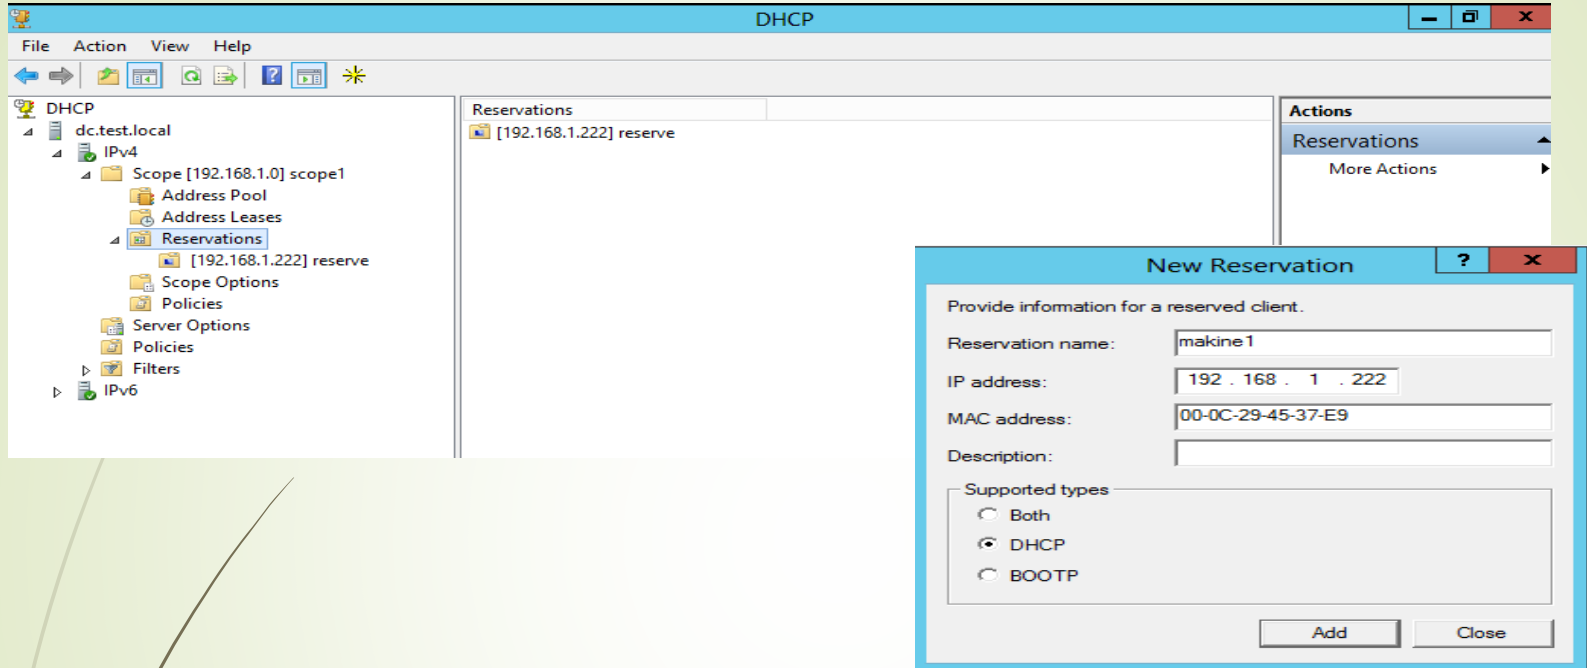 DHCP
File Action View Help
DHCP
dc.test.local
IPv4
Scope [192.168.1.0] scope1
Address Pool
Address Leases
Reservations
[192.168.1.222] reserve
Scope Options
Policies
Server Options
Policies
Filters
IPv6
Reservations
[192.168.1.222] reserve
Actions
Reservations
More Actions
New Reservation
Provide information for a reserved client.
Reservation name: makine1
IP address: 192 . 168 . 1 . 222
MAC address: 00-0C-29-45-37-E9
Description:
Supported types
Both
DHCP
BOOTP
Add Close